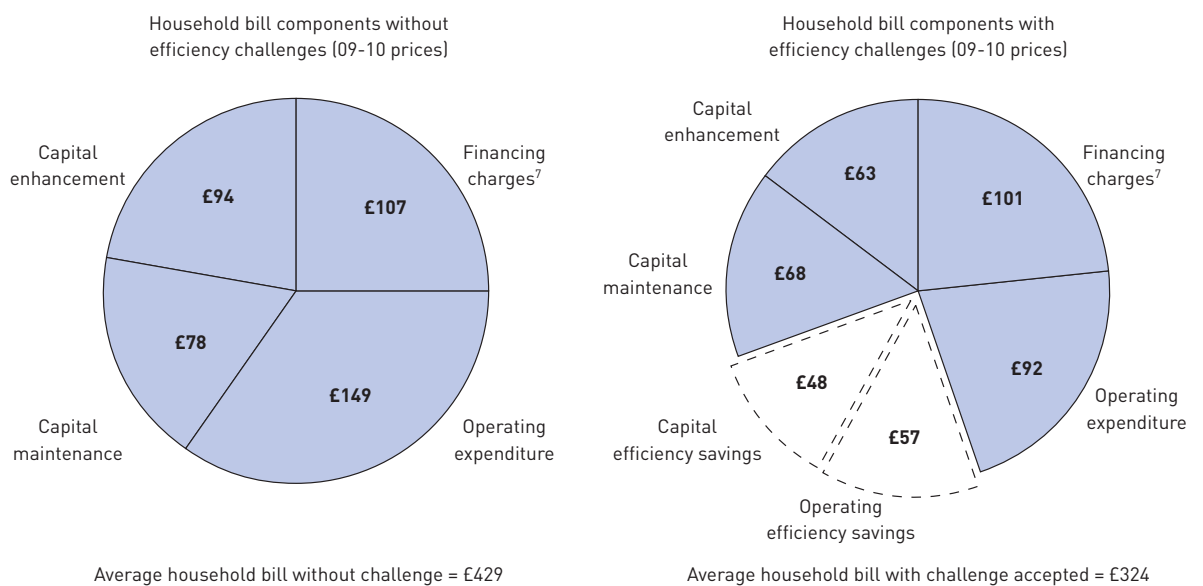 Household bill components without
efficiency challenges (09-10 prices)
Capital
enhancement
£94
Financing
charges⁷
£107
£78
Capital
maintenance
£149
Operating
expenditure
Average household bill without challenge = £429
Household bill components with
efficiency challenges (09-10 prices)
Capital
enhancement
£63
Financing
charges⁷
£101
Capital
maintenance
£68
£92
Operating
expenditure
£48
Capital
efficiency savings
£57
Operating
efficiency savings
Average household bill with challenge accepted = £324